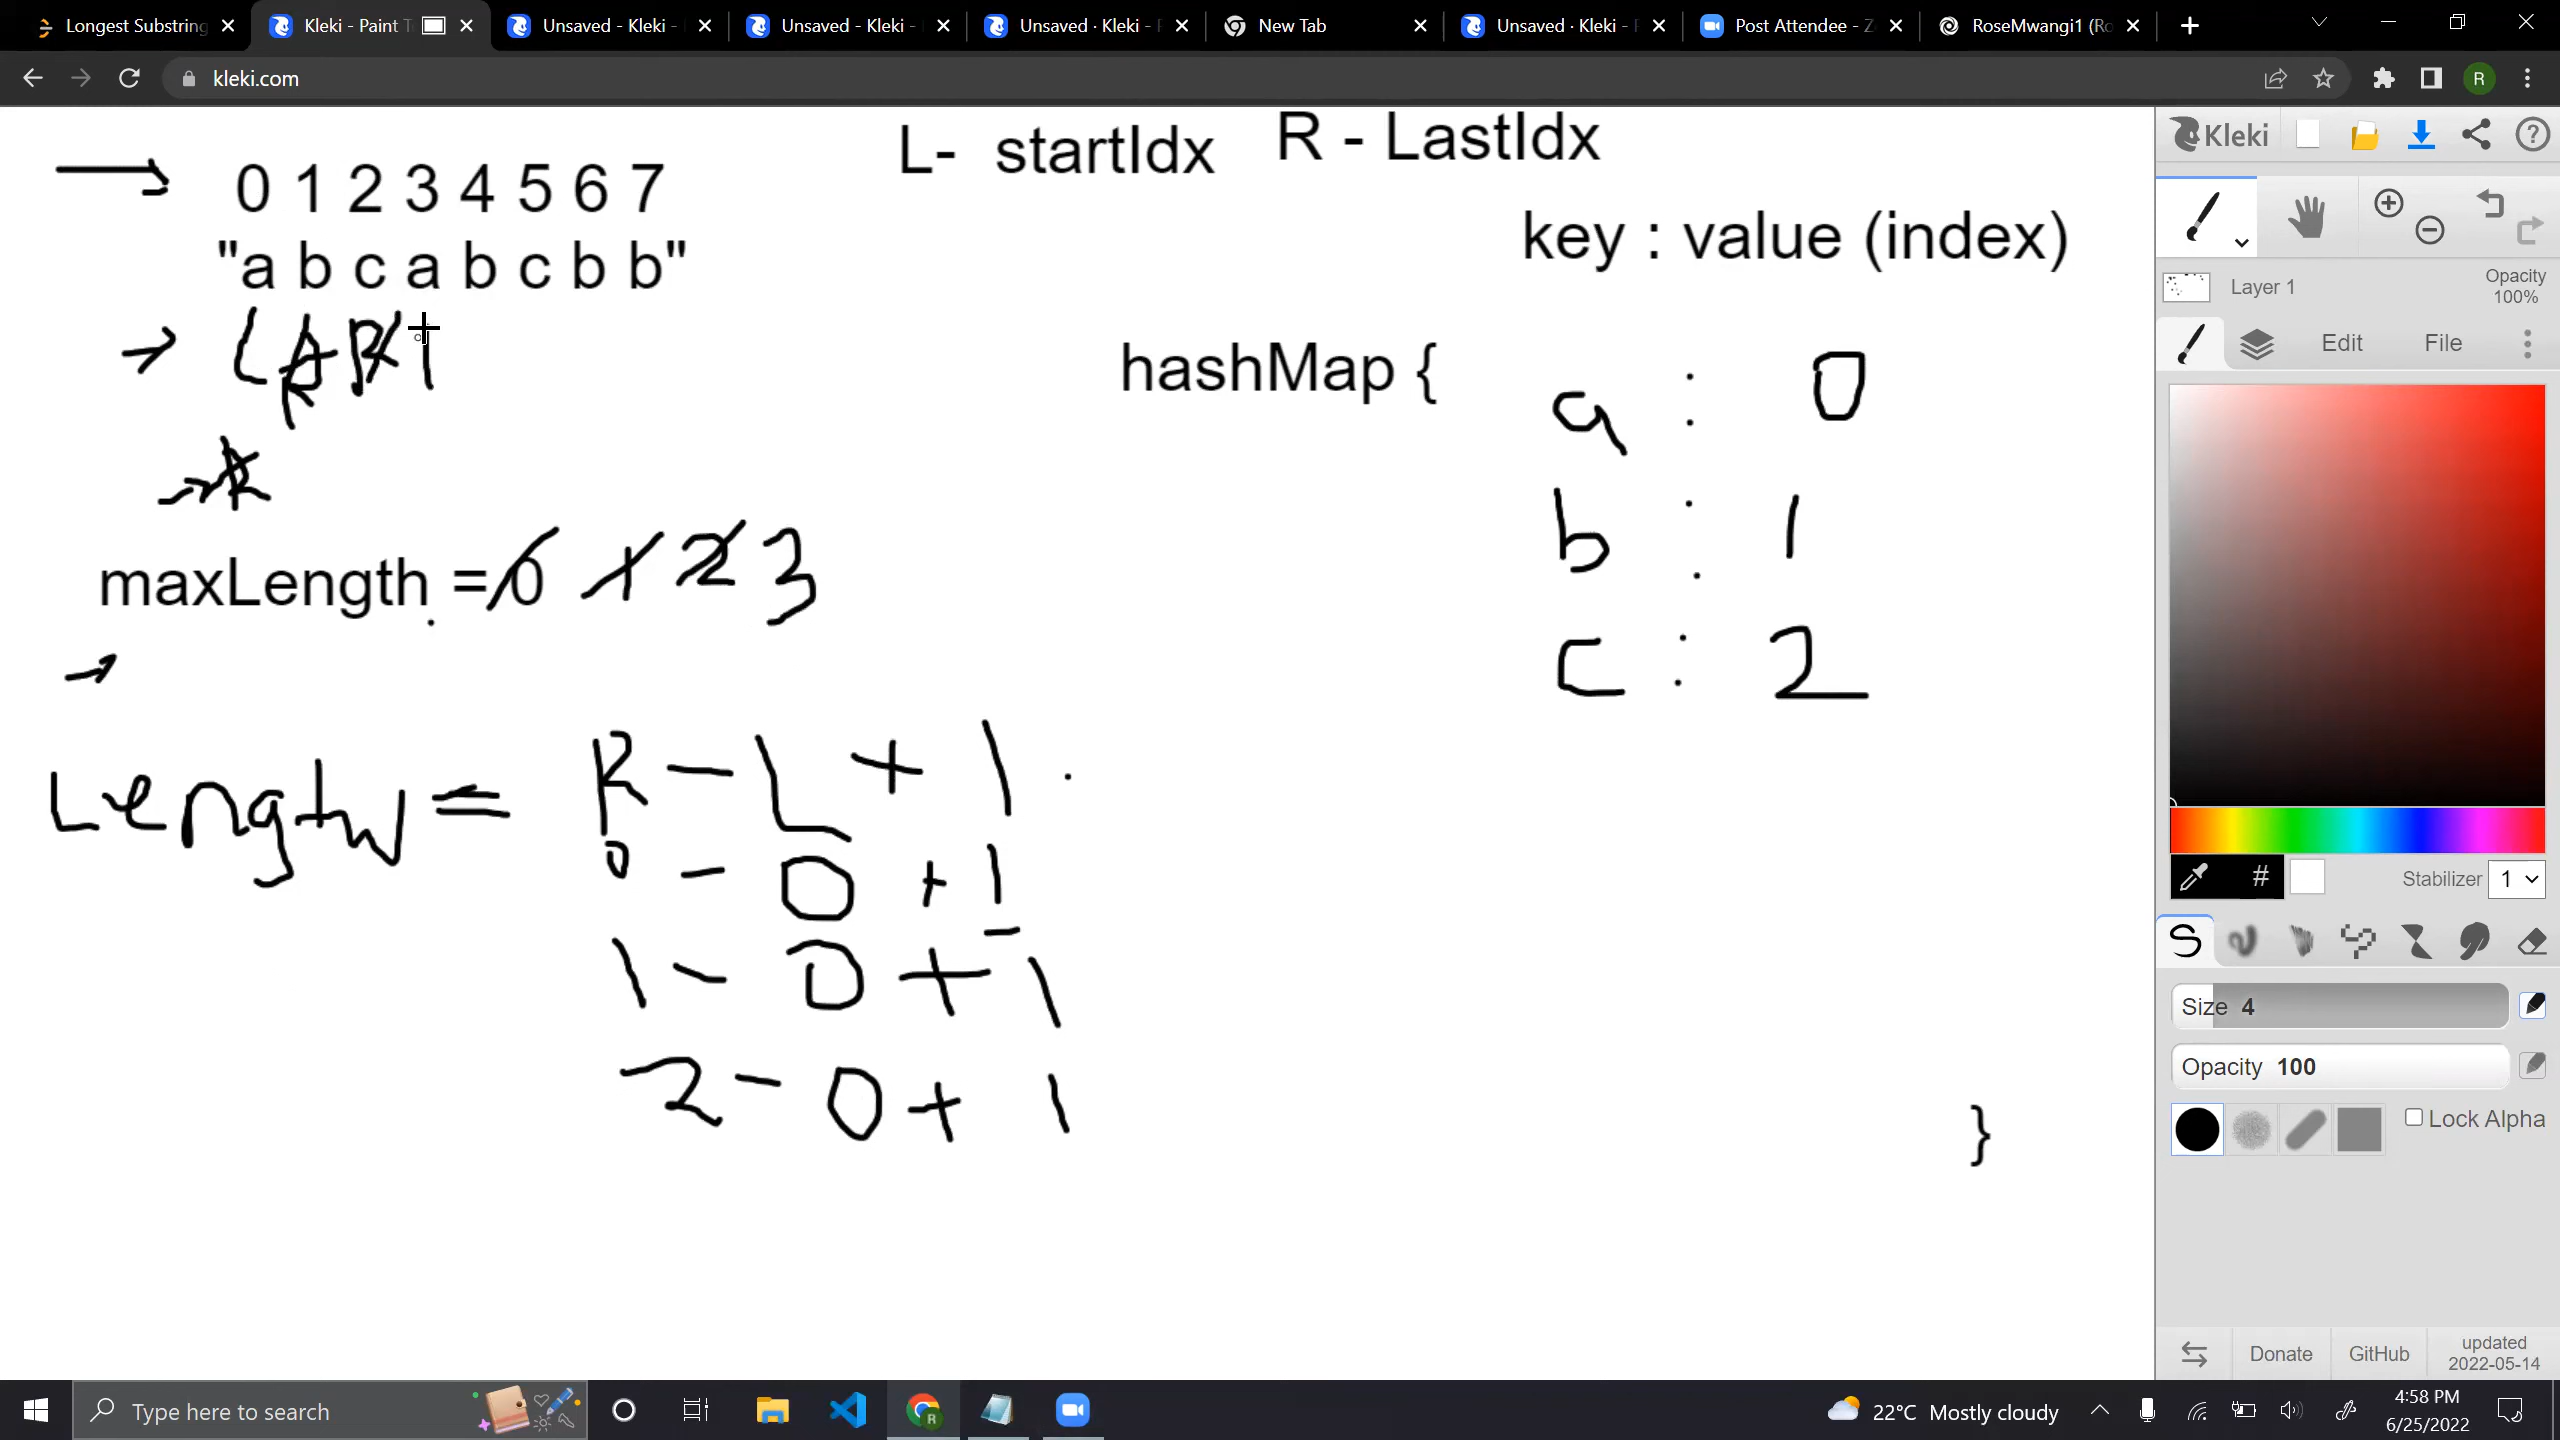 Longest Substring
Kleki - Paint T
Unsaved - Kleki -
Unsaved - Kleki -
Unsaved · Kleki - P
New Tab
Unsaved · Kleki - P
Post Attendee - Z
RoseMwangi1 (Ro
kleki.com
R
L- startIdx R - LastIdx
0 1 2 3 4 5 6 7
"a b c a b c b b"
key : value (index)
L R R
hashMap {
a : 0
b : 1
c : 2
maxLength = 0 1 2 3
Length = R - L + 1
0 - 0 + 1
1 - 0 + 1
2 - 0 + 1
}
Kleki
Layer 1
Opacity
100%
Edit
File
#
Stabilizer 1
Size 4
Opacity 100
Lock Alpha
Donate
GitHub
updated
2022-05-14
Type here to search
22°C Mostly cloudy
4:58 PM
6/25/2022